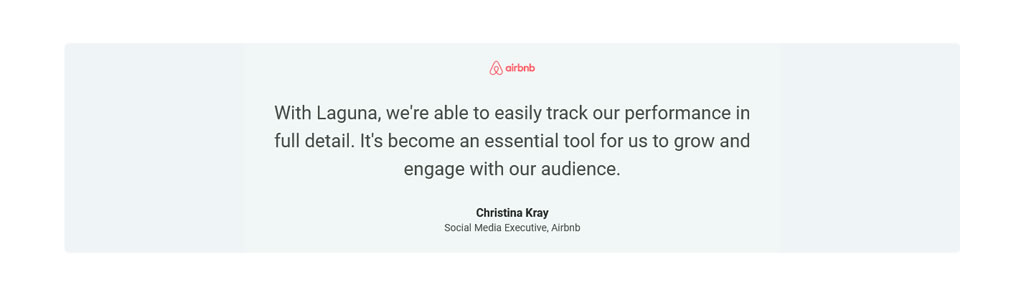 airbnb
With Laguna, we're able to easily track our performance in
full detail. It's become an essential tool for us to grow and
engage with our audience.
Christina Kray
Social Media Executive, Airbnb